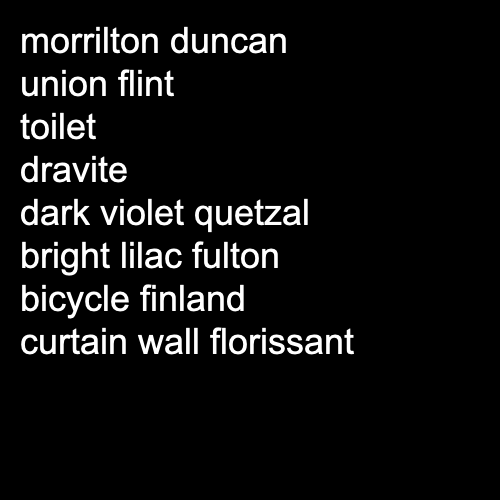 morrilton duncan
union flint
toilet
dravite
dark violet quetzal
bright lilac fulton
bicycle finland
curtain wall florissant